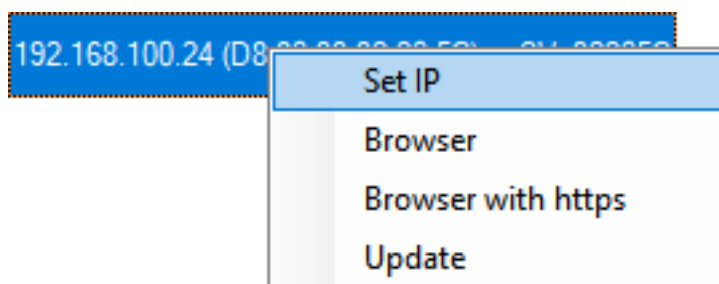 192.168.100.24 (D8
Set IP
Browser
Browser with https
Update